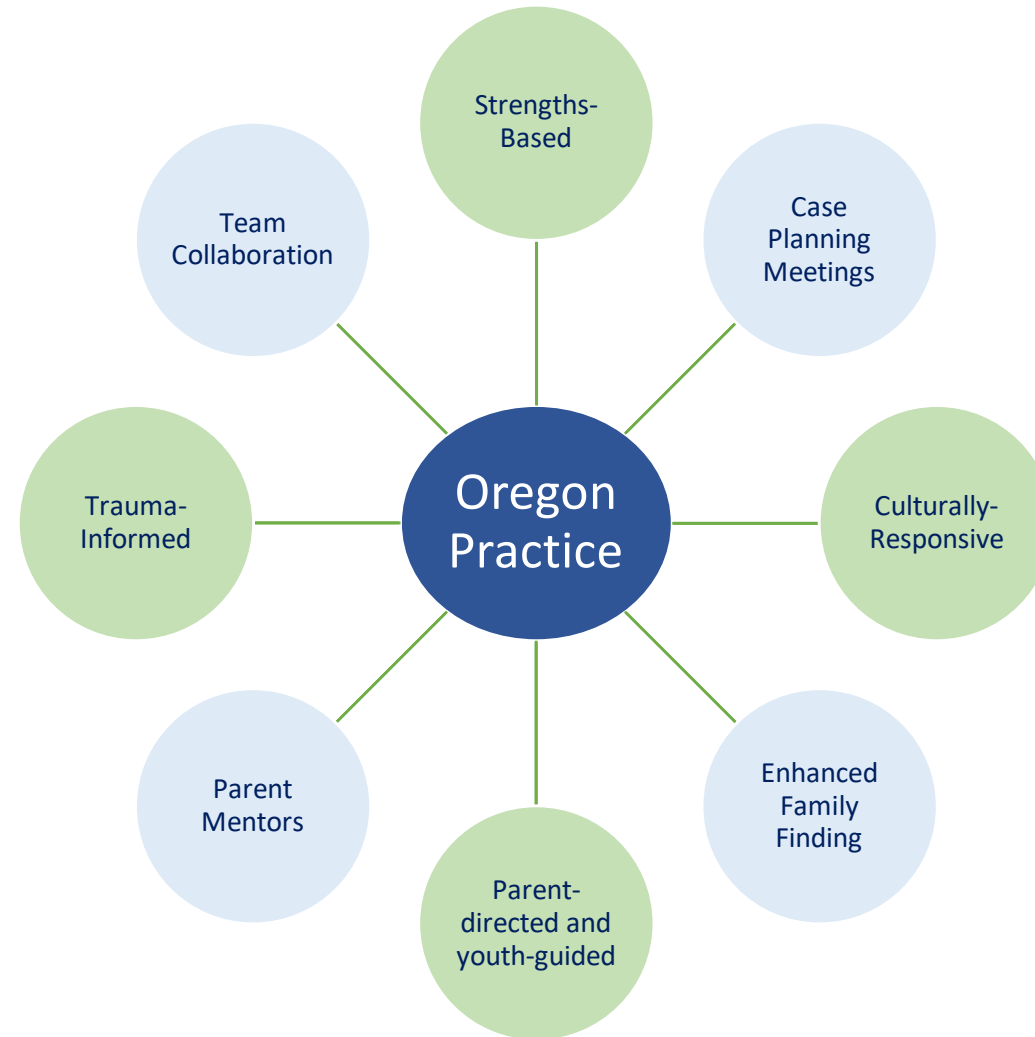 Strengths-
Based
Team
Collaboration
Case
Planning
Meetings
Trauma-
Informed
Oregon
Practice
Culturally-
Responsive
Parent
Mentors
Enhanced
Family
Finding
Parent-
directed and
youth-guided